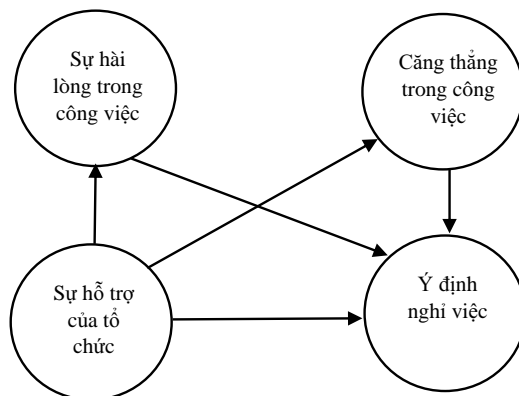 Sự hài
lòng trong
công việc
Căng thẳng
trong công
việc
Sự hỗ trợ
của tổ
chức
Ý định
nghỉ việc